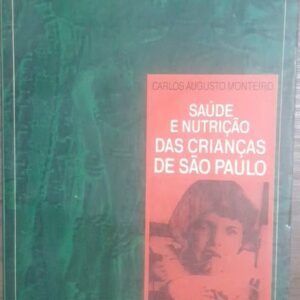 CARLOS AUGUSTO MONTEIRO
SAÚDE
E NUTRIÇÃO
DAS CRIANÇAS
DE SÃO PAULO